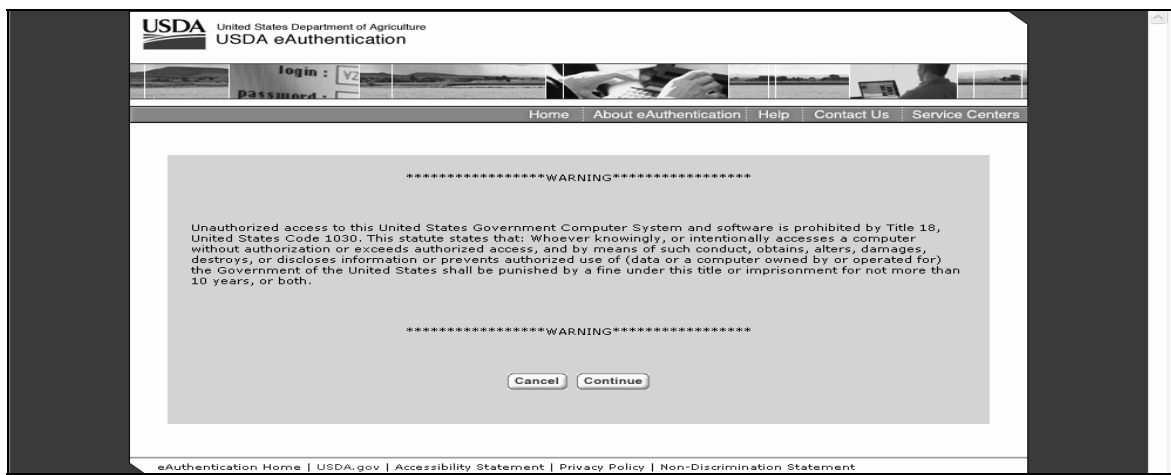 USDA United States Department of Agriculture
USDA eAuthentication
login : YZ
password :
Home About eAuthentication Help Contact Us Service Centers
*****************WARNING*****************
Unauthorized access to this United States Government Computer System and software is prohibited by Title 18,
United States Code 1030. This statute states that: Whoever knowingly, or intentionally accesses a computer
without authorization or exceeds authorized access, and by means of such conduct, obtains, alters, damages,
destroys, or discloses information or prevents authorized use of (data or a computer owned by or operated for)
the Government of the United States shall be punished by a fine under this title or imprisonment for not more than
10 years, or both.
*****************WARNING*****************
Cancel Continue
eAuthentication Home | USDA.gov | Accessibility Statement | Privacy Policy | Non-Discrimination Statement